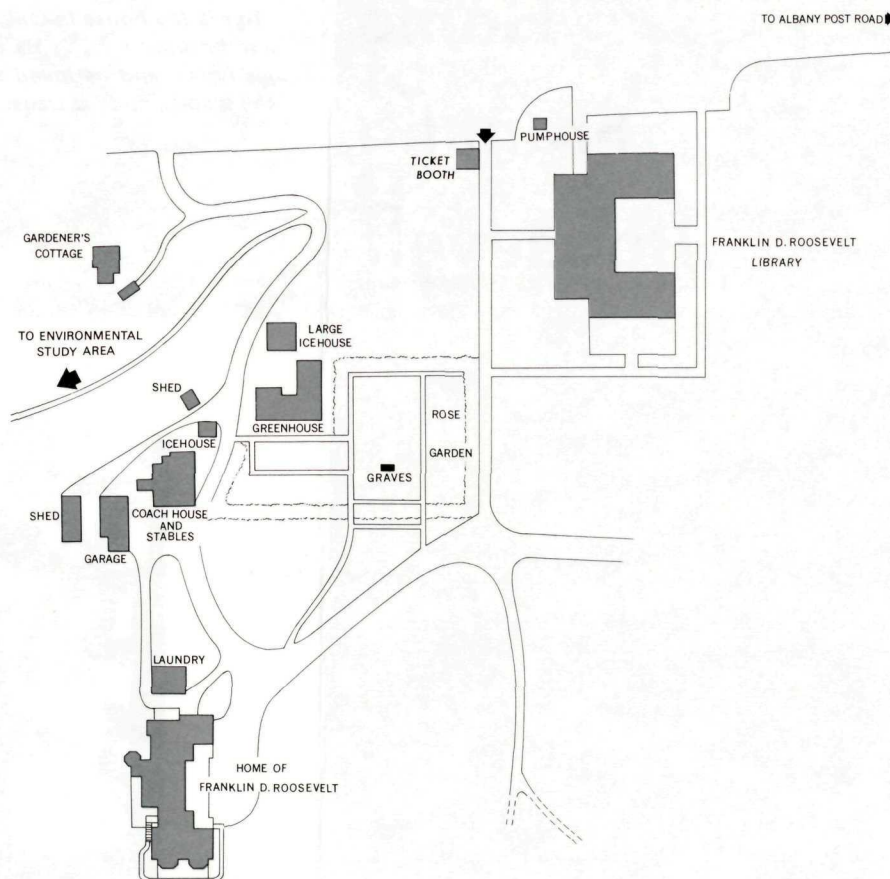 TO ALBANY POST ROAD
PUMPHOUSE
TICKET
BOOTH
FRANKLIN D. ROOSEVELT
LIBRARY
GARDENER'S
COTTAGE
TO ENVIRONMENTAL
STUDY AREA
LARGE
ICEHOUSE
SHED
GREENHOUSE
ROSE
GARDEN
ICEHOUSE
GRAVES
SHED
COACH HOUSE
AND
STABLES
GARAGE
LAUNDRY
HOME OF
FRANKLIN D. ROOSEVELT